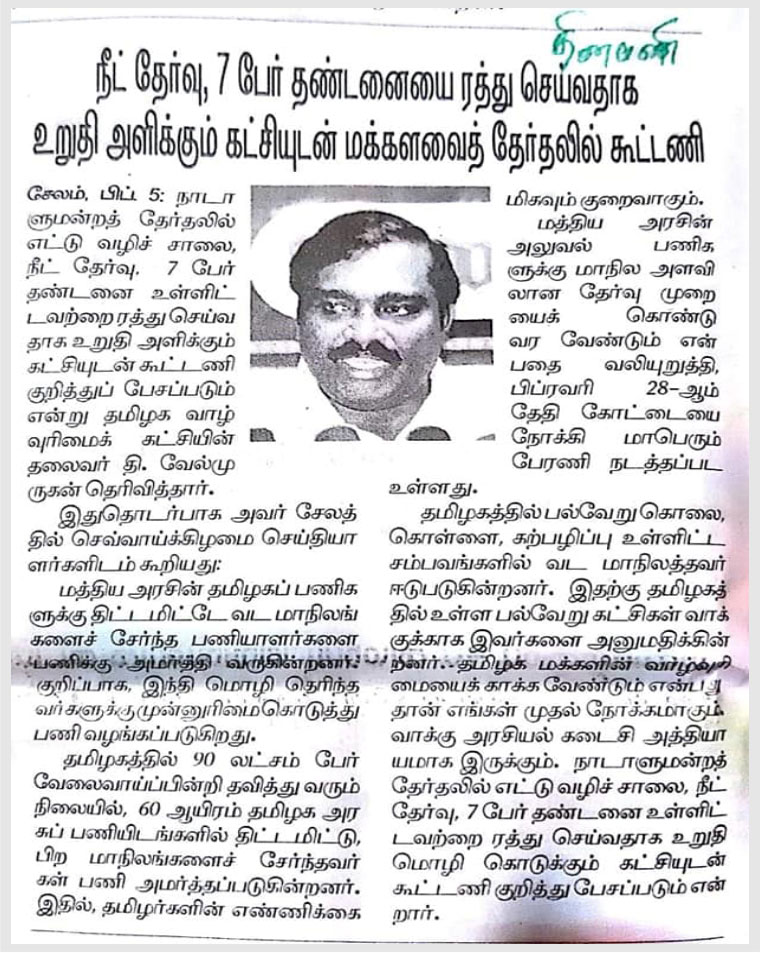 தினமணி
நீட் தேர்வு, 7 பேர் தண்டனையை ரத்து செய்வதாக
உறுதி அளிக்கும் கட்சியுடன் மக்களவைத் தேர்தலில் கூட்டணி
சேலம், பிப் 5: நாடா
ளுமன்றத் தேர்தலில்
எட்டு வழிச் சாலை,
நீட் தேர்வு, 7 பேர்
தண்டனை உள்ளிட்
டவற்றை ரத்து செய்வ
தாக உறுதி அளிக்கும்
கட்சியுடன் கூட்டணி
குறித்துப் பேசப்படும்
என்று தமிழக வாழ்
வுரிமைக் கட்சியின்
தலைவர் தி. வேல்மு
ருகன் தெரிவித்தார்.
இதுதொடர்பாக அவர் சேலத்
தில் செவ்வாய்க்கிழமை செய்தியா
ளர்களிடம் கூறியது:
மத்திய அரசின் தமிழகப் பணிக
ளுக்கு திட்டமிட்டே வட மாநிலங்
களைச் சேர்ந்த பணியாளர்களை
பணிக்கு அமர்த்தி வருகின்றனர்.
குறிப்பாக, இந்தி மொழி தெரிந்த
வர்களுக்கு முன்னுரிமை கொடுத்து
பணி வழங்கப்படுகிறது.
தமிழகத்தில் 90 லட்சம் பேர்
வேலைவாய்ப்பின்றி தவித்து வரும்
நிலையில், 60 ஆயிரம் தமிழக அர
சுப் பணியிடங்களில் திட்டமிட்டு,
பிற மாநிலங்களைச் சேர்ந்தவர்
கள் பணி அமர்த்தப்படுகின்றனர்.
இதில், தமிழர்களின் எண்ணிக்கை
மிகவும் குறைவாகும்.
மத்திய அரசின்
அலுவல் பணிக
ளுக்கு மாநில அளவி
லான தேர்வு முறை
யைக் கொண்டு
வர வேண்டும் என்
பதை வலியுறுத்தி,
பிப்ரவரி 28-ஆம்
தேதி கோட்டையை
நோக்கி மாபெரும்
பேரணி நடத்தப்பட
உள்ளது.
தமிழகத்தில் பல்வேறு கொலை,
கொள்ளை, கற்பழிப்பு உள்ளிட்ட
சம்பவங்களில் வட மாநிலத்தவர்
ஈடுபடுகின்றனர். இதற்கு தமிழகத்
தில் உள்ள பல்வேறு கட்சிகள் வாக்
குக்காக இவர்களை அனுமதிக்கின்
றனர். தமிழக மக்களின் வாழ்வுரி
மையைக் காக்க வேண்டும் என்பது
தான் எங்கள் முதல் நோக்கமாகும்.
வாக்கு அரசியல் கடைசி அத்தியா
யமாக இருக்கும். நாடாளுமன்றத்
தேர்தலில் எட்டு வழிச் சாலை, நீட்
தேர்வு, 7 பேர் தண்டனை உள்ளிட்
டவற்றை ரத்து செய்வதாக உறுதி
மொழி கொடுக்கும் கட்சியுடன்
கூட்டணி குறித்து பேசப்படும் என்
றார்.